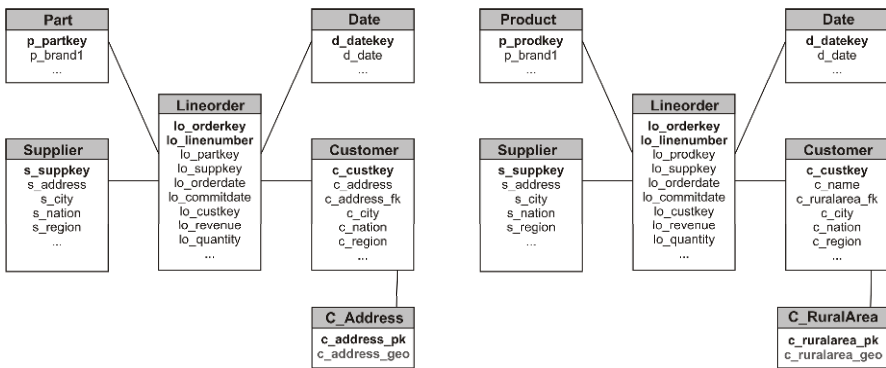 Part
p_partkey
p_brand1
...
Date
d_datekey
d_date
...
Lineorder
lo_orderkey
lo_linenumber
lo_partkey
lo_suppkey
lo_orderdate
lo_commitdate
lo_custkey
lo_revenue
lo_quantity
...
Supplier
s_suppkey
s_address
s_city
s_nation
s_region
...
Customer
c_custkey
c_address
c_address_fk
c_city
c_nation
c_region
...
C_Address
c_address_pk
c_address_geo
Product
p_prodkey
p_brand1
...
Date
d_datekey
d_date
...
Lineorder
lo_orderkey
lo_linenumber
lo_prodkey
lo_suppkey
lo_orderdate
lo_commitdate
lo_custkey
lo_revenue
lo_quantity
...
Supplier
s_suppkey
s_address
s_city
s_nation
s_region
...
Customer
c_custkey
c_name
c_ruralarea_fk
c_city
c_nation
c_region
...
C_RuralArea
c_ruralarea_pk
c_ruralarea_geo